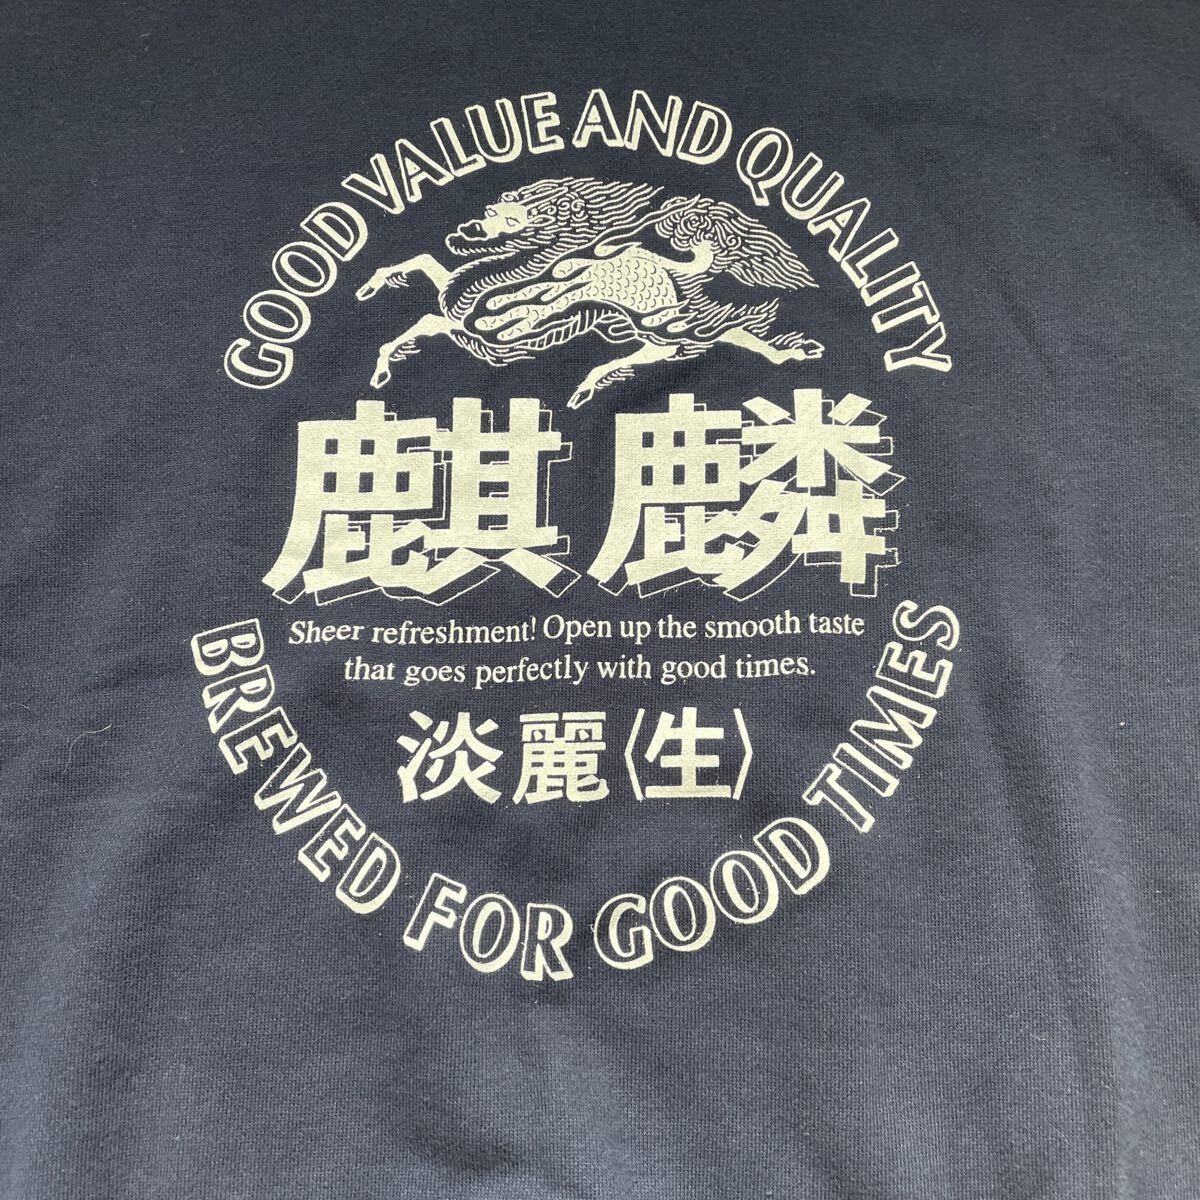 GOOD VALUE AND QUALITY
麒麟
Sheer refreshment! Open up the smooth taste
that goes perfectly with good times.
淡麗〈生〉
BREWED FOR GOOD TIMES